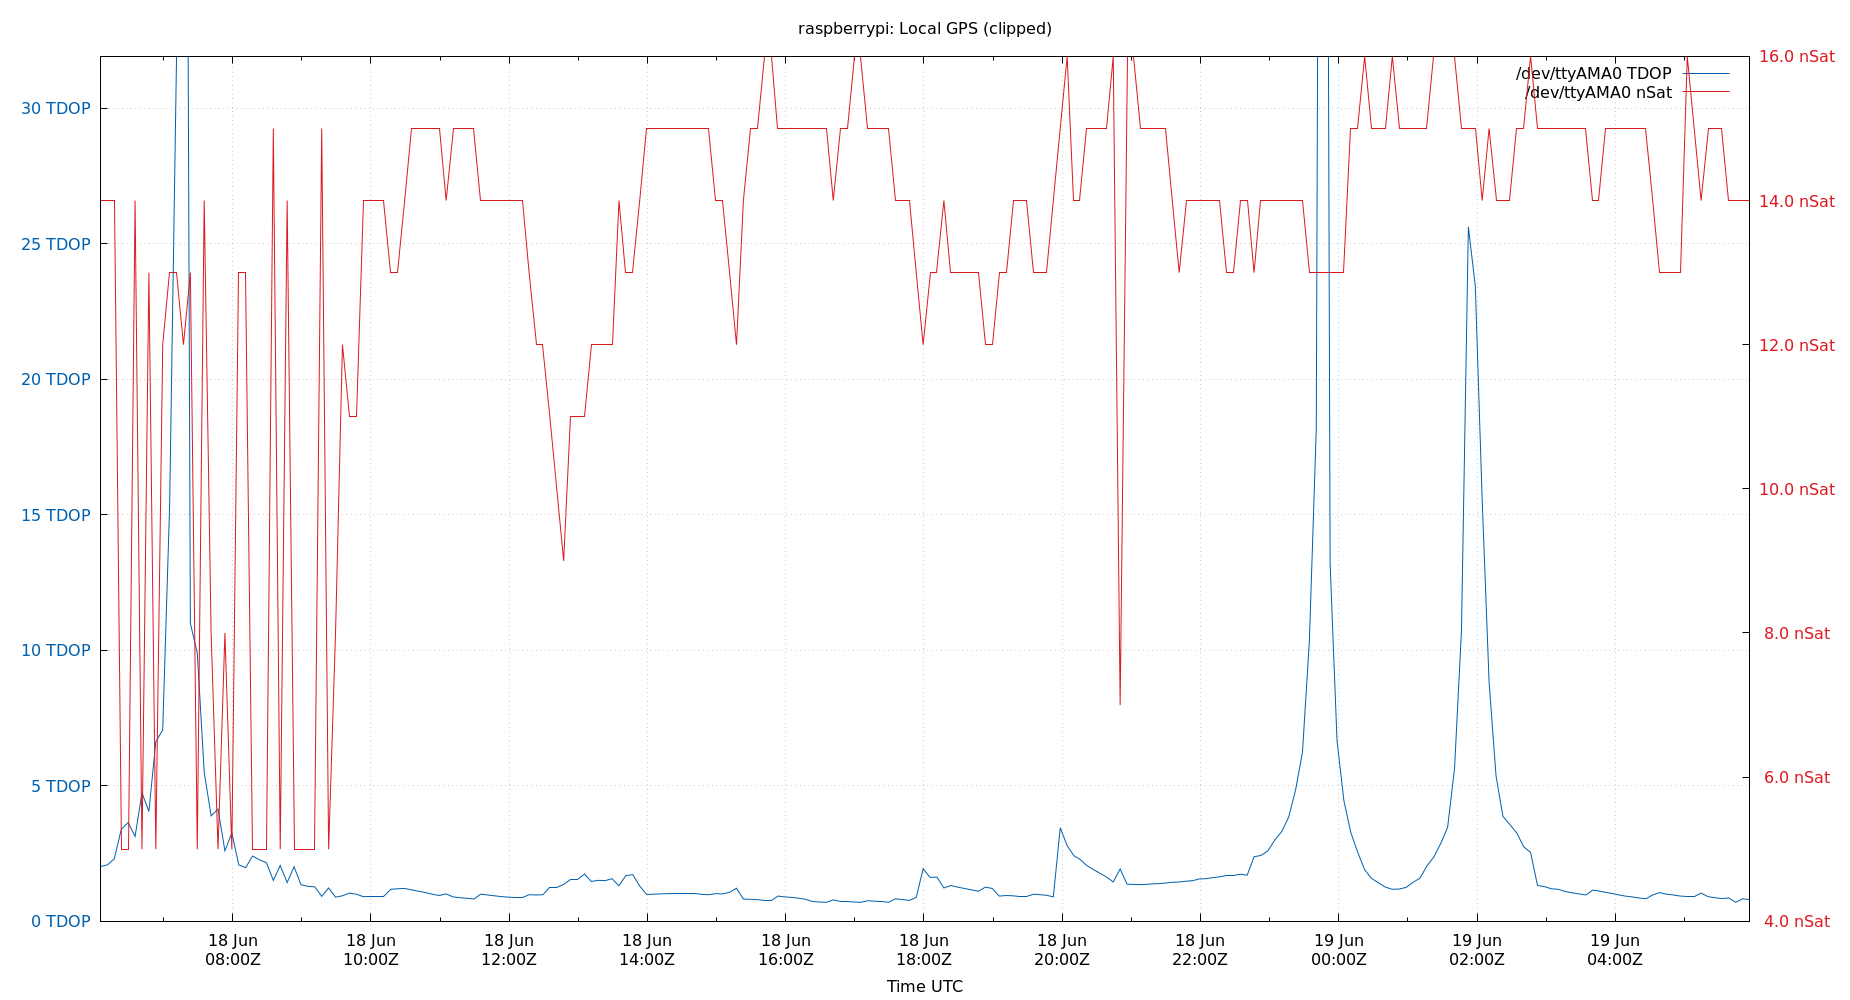 raspberrypi: Local GPS (clipped)
/dev/ttyAMA0 TDOP
/dev/ttyAMA0 nSat
30 TDOP
25 TDOP
20 TDOP
15 TDOP
10 TDOP
5 TDOP
0 TDOP
16.0 nSat
14.0 nSat
12.0 nSat
10.0 nSat
8.0 nSat
6.0 nSat
4.0 nSat
18 Jun
08:00Z
18 Jun
10:00Z
18 Jun
12:00Z
18 Jun
14:00Z
18 Jun
16:00Z
18 Jun
18:00Z
18 Jun
20:00Z
18 Jun
22:00Z
19 Jun
00:00Z
19 Jun
02:00Z
19 Jun
04:00Z
Time UTC